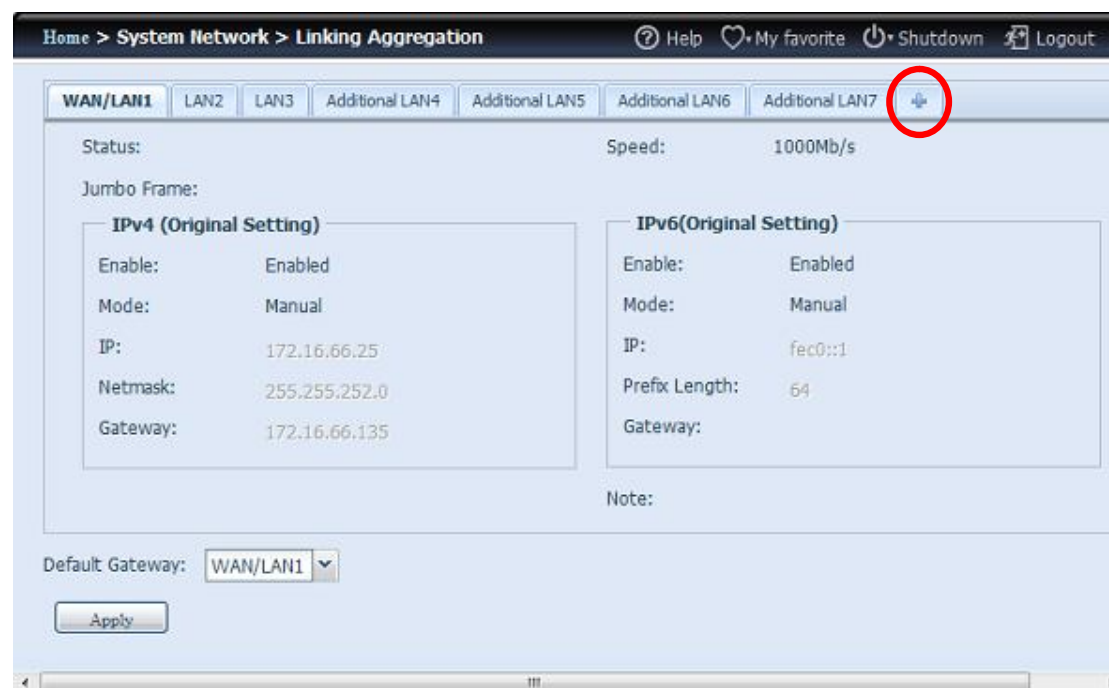 Home > System Network > Linking Aggregation Help My favorite Shutdown Logout
WAN/LAN1 LAN2 LAN3 Additional LAN4 Additional LAN5 Additional LAN6 Additional LAN7
Status: Speed: 1000Mb/s
Jumbo Frame:
IPv4 (Original Setting) IPv6(Original Setting)
Enable: Enabled Enable: Enabled
Mode: Manual Mode: Manual
IP: 172.16.66.25 IP: fec0::1
Netmask: 255.255.252.0 Prefix Length: 64
Gateway: 172.16.66.135 Gateway:
Note:
Default Gateway: WAN/LAN1
Apply